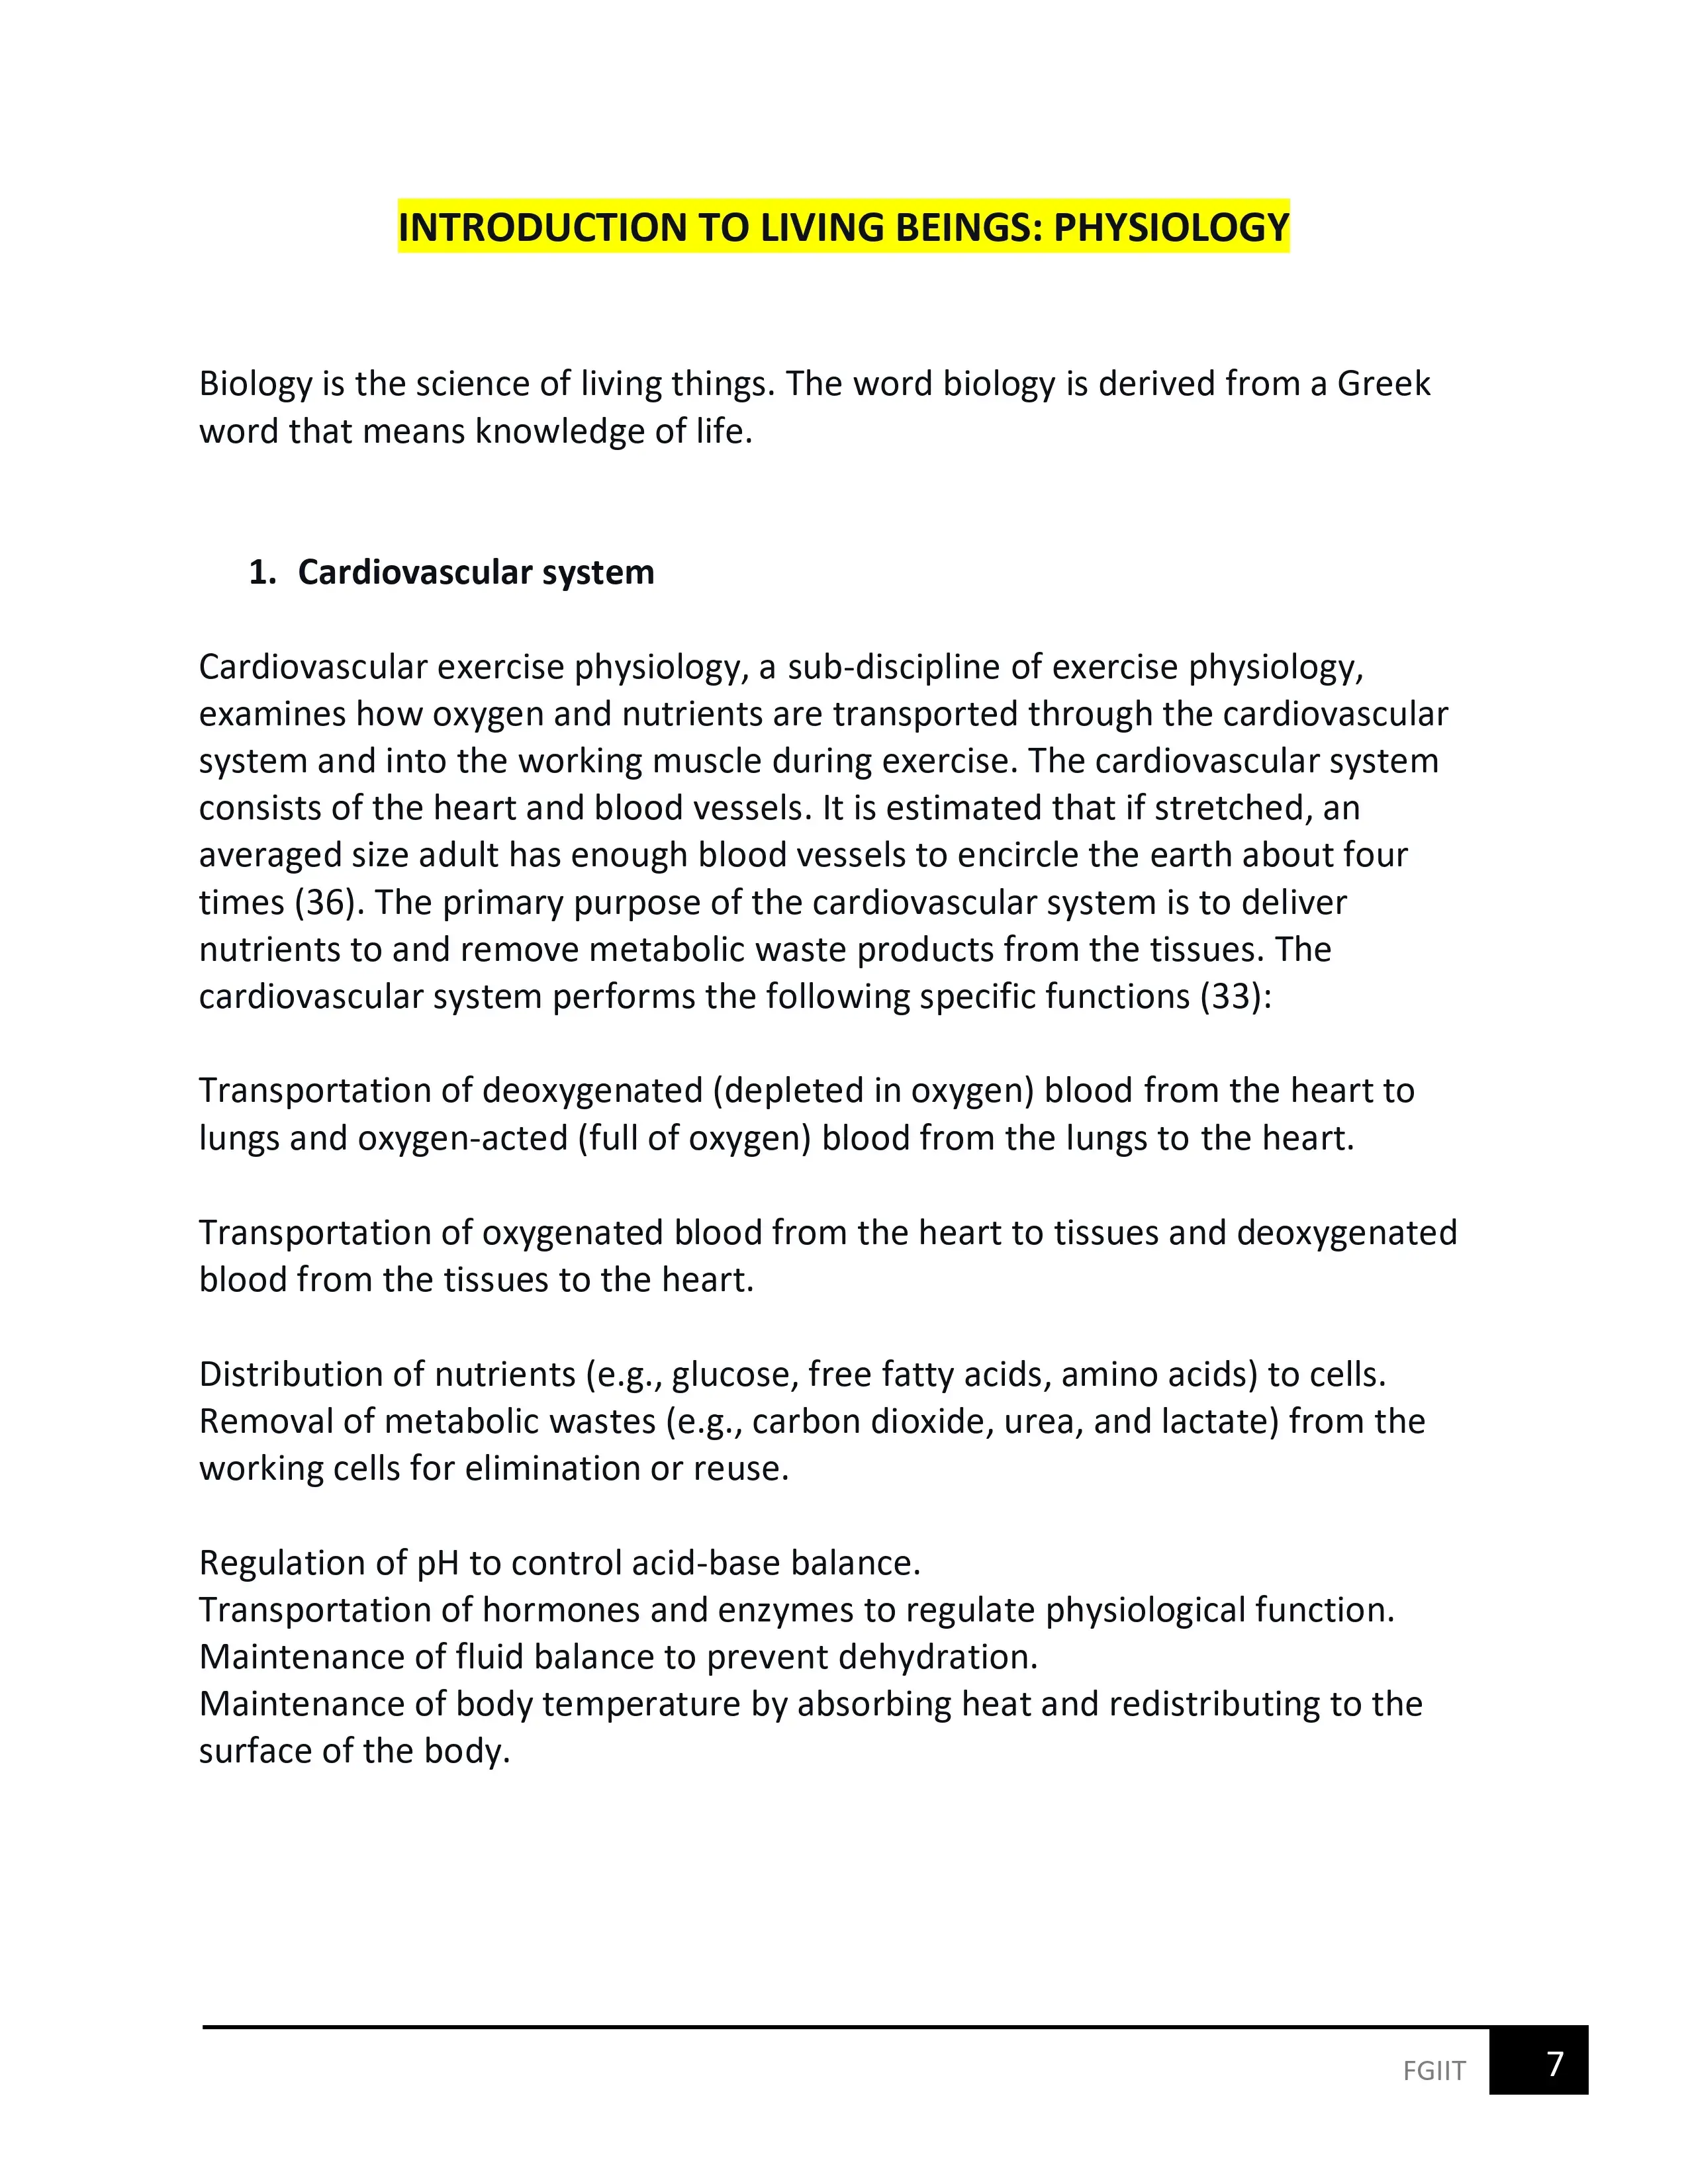 INTRODUCTION TO LIVING BEINGS: PHYSIOLOGY
Biology is the science of living things. The word biology is derived from a Greek
word that means knowledge of life.
1. Cardiovascular system
Cardiovascular exercise physiology, a sub-discipline of exercise physiology,
examines how oxygen and nutrients are transported through the cardiovascular
system and into the working muscle during exercise. The cardiovascular system
consists of the heart and blood vessels. It is estimated that if stretched, an
averaged size adult has enough blood vessels to encircle the earth about four
times (36). The primary purpose of the cardiovascular system is to deliver
nutrients to and remove metabolic waste products from the tissues. The
cardiovascular system performs the following specific functions (33):
Transportation of deoxygenated (depleted in oxygen) blood from the heart to
lungs and oxygen-acted (full of oxygen) blood from the lungs to the heart.
Transportation of oxygenated blood from the heart to tissues and deoxygenated
blood from the tissues to the heart.
Distribution of nutrients (e.g., glucose, free fatty acids, amino acids) to cells.
Removal of metabolic wastes (e.g., carbon dioxide, urea, and lactate) from the
working cells for elimination or reuse.
Regulation of pH to control acid-base balance.
Transportation of hormones and enzymes to regulate physiological function.
Maintenance of fluid balance to prevent dehydration.
Maintenance of body temperature by absorbing heat and redistributing to the
surface of the body.
FGIIT 7